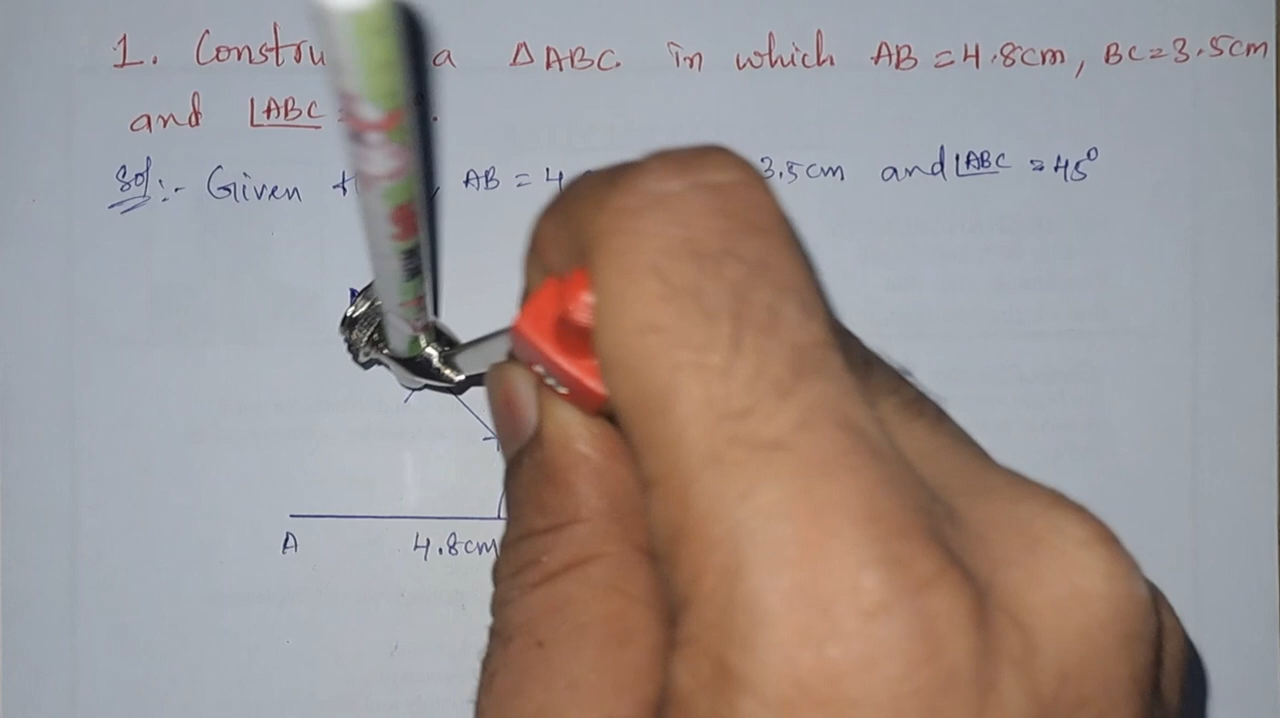 1. Constru a △ABC in which AB=4.8cm, BC=3.5cm
and ∠ABC
Sol:- Given AB = 4 3.5cm and ∠ABC = 45°
A 4.8cm